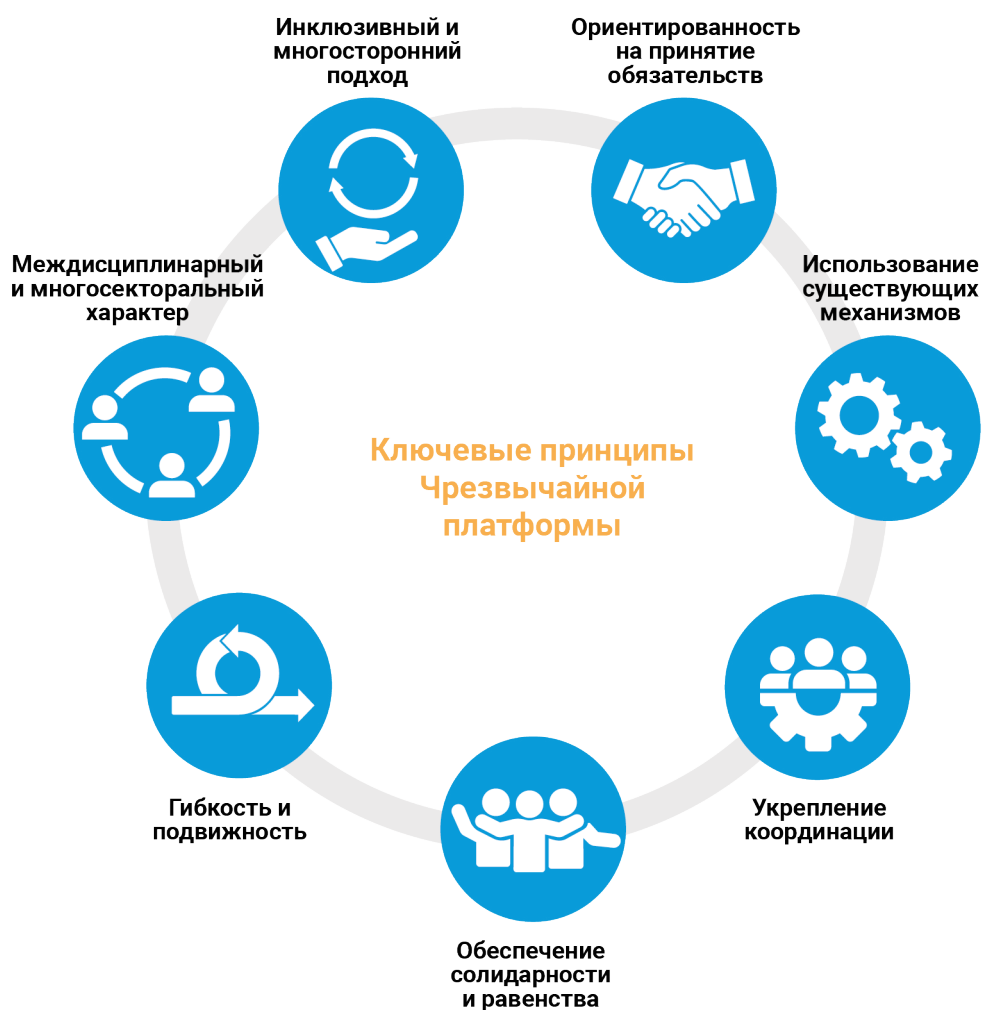 Инклюзивный и
многосторонний
подход
Ориентированность
на принятие
обязательств
Междисциплинарный
и многосекторальный
характер
Использование
существующих
механизмов
Ключевые принципы
Чрезвычайной
платформы
Гибкость и
подвижность
Укрепление
координации
Обеспечение
солидарности
и равенства